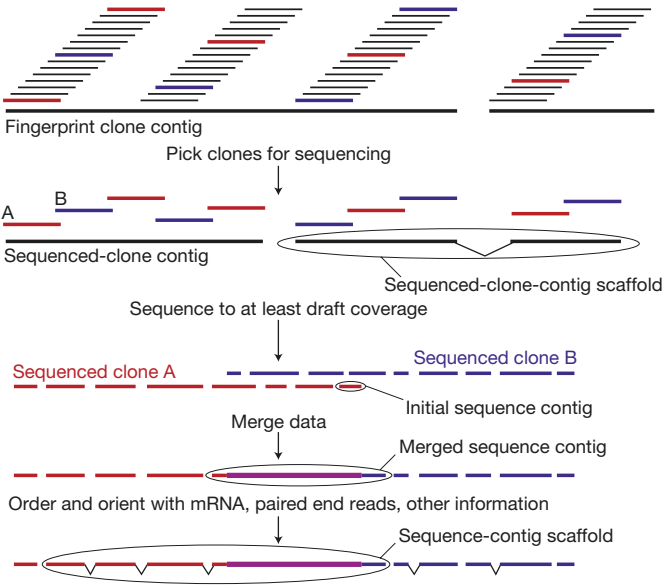 Fingerprint clone contig
Pick clones for sequencing
B
A
Sequenced-clone contig
Sequenced-clone-contig scaffold
Sequence to at least draft coverage
Sequenced clone A
Sequenced clone B
Initial sequence contig
Merge data
Merged sequence contig
Order and orient with mRNA, paired end reads, other information
Sequence-contig scaffold